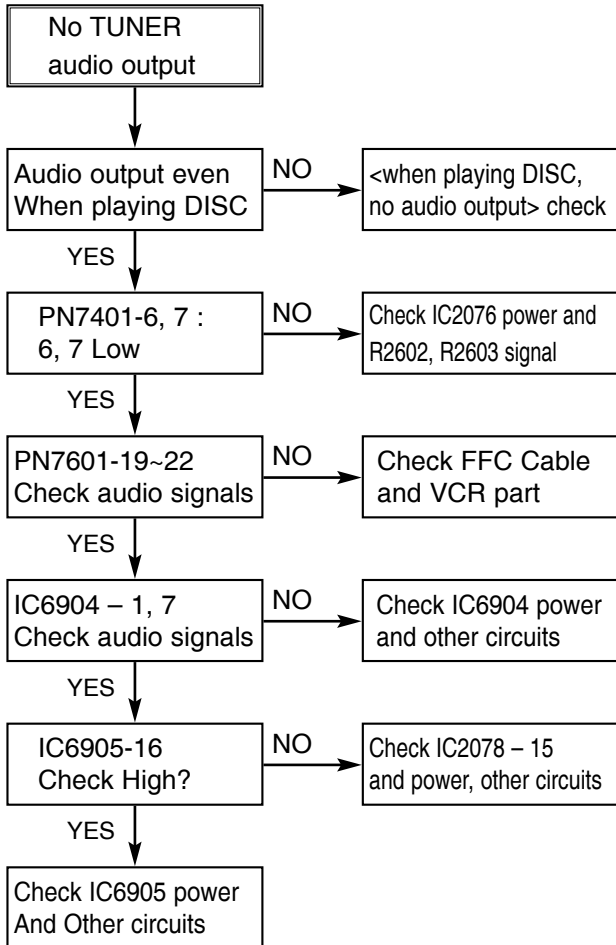 No TUNER
audio output
Audio output even
When playing DISC
NO
<when playing DISC,
no audio output> check
YES
PN7401-6, 7 :
6, 7 Low
NO
Check IC2076 power and
R2602, R2603 signal
YES
PN7601-19~22
Check audio signals
NO
Check FFC Cable
and VCR part
YES
IC6904 – 1, 7
Check audio signals
NO
Check IC6904 power
and other circuits
YES
IC6905-16
Check High?
NO
Check IC2078 – 15
and power, other circuits
YES
Check IC6905 power
And Other circuits